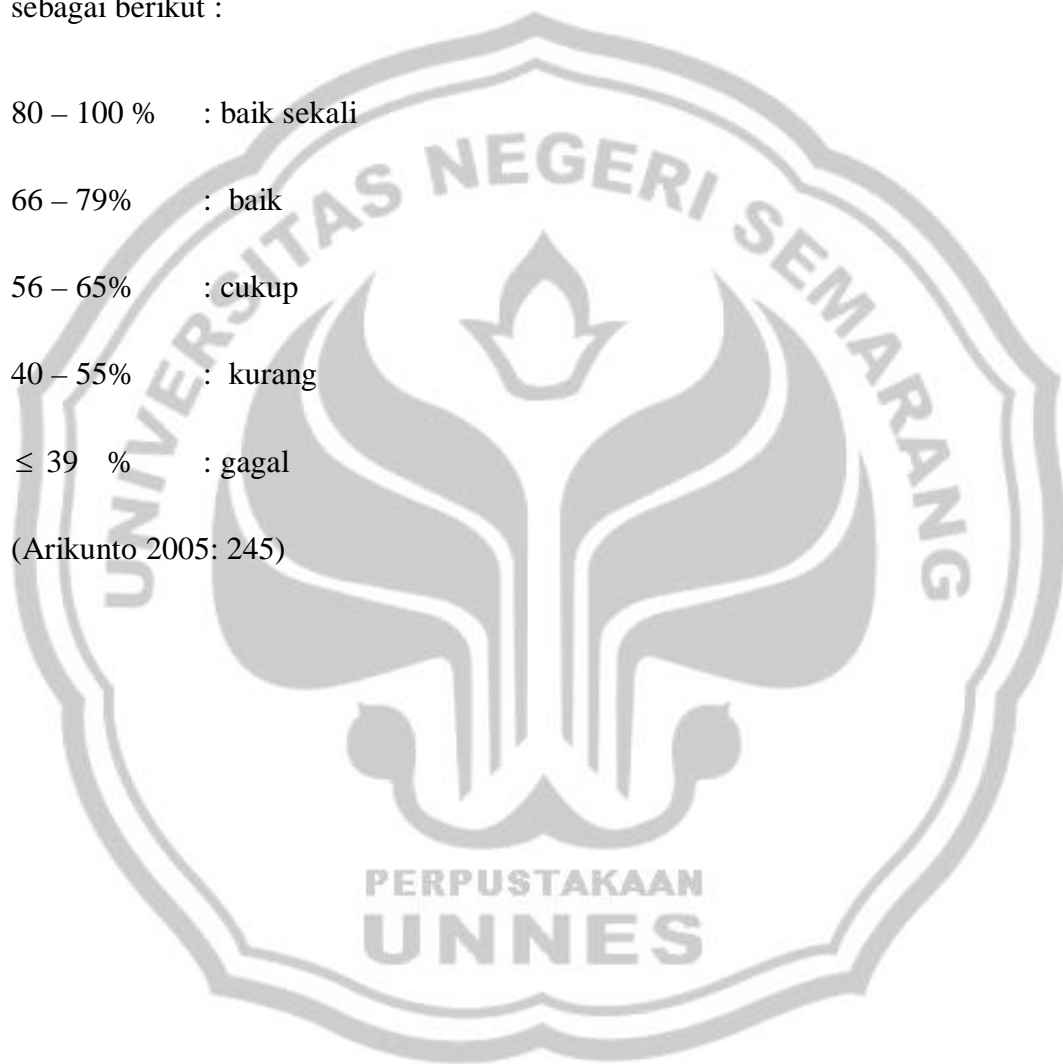 sebagai berikut :
80 – 100 % : baik sekali
66 – 79% : baik
56 – 65% : cukup
40 – 55% : kurang
≤ 39 % : gagal
(Arikunto 2005: 245)
UNIVERSITAS NEGERI SEMARANG
PERPUSTAKAAN
UNNES